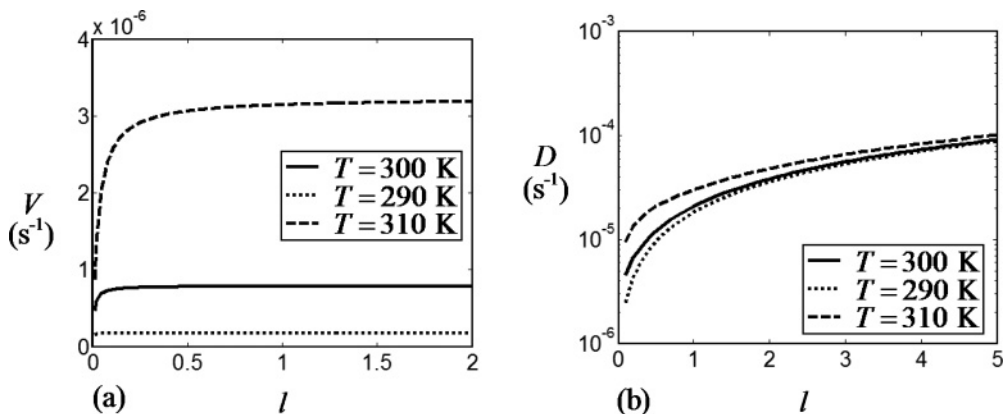 × 10⁻⁶
4
3
2
1
0
V
(s⁻¹)
T = 300 K
T = 290 K
T = 310 K
0 0.5 1 1.5 2
(a) l
10⁻³
10⁻⁴
10⁻⁵
10⁻⁶
D
(s⁻¹)
T = 300 K
T = 290 K
T = 310 K
0 1 2 3 4 5
(b) l